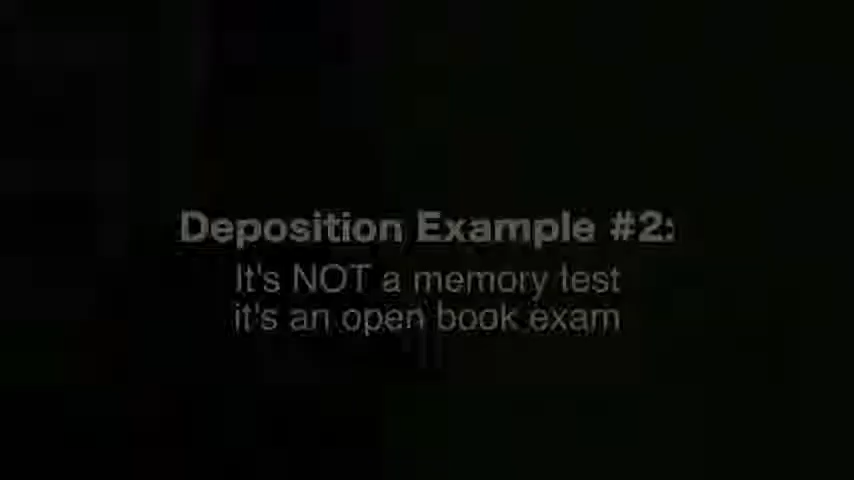 Deposition Example #2:
It's NOT a memory test
it's an open book exam